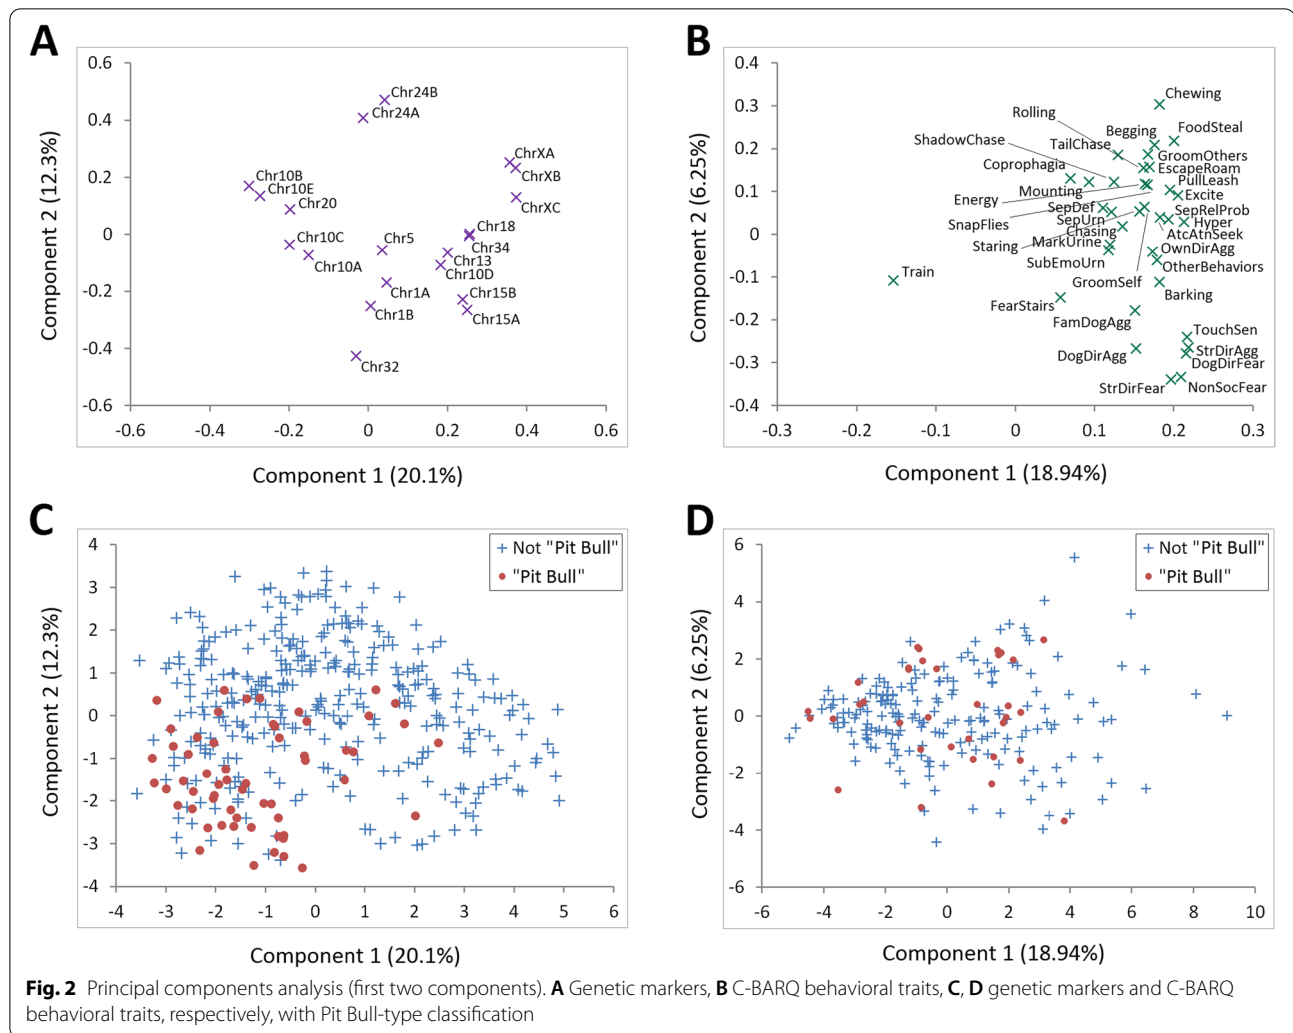 A
Component 2 (12.3%)
0.6
0.4
0.2
0
-0.2
-0.4
-0.6
-0.6 -0.4 -0.2 0 0.2 0.4 0.6
Component 1 (20.1%)
Chr24B
Chr24A
ChrXA
ChrXB
ChrXC
Chr10B
Chr10E
Chr20
Chr10C
Chr10A
Chr5
Chr18
Chr34
Chr13
Chr10D
Chr1A
Chr1B
Chr15B
Chr15A
Chr32
B
Component 2 (6.25%)
0.4
0.3
0.2
0.1
0
-0.1
-0.2
-0.3
-0.4
-0.3 -0.2 -0.1 0 0.1 0.2 0.3
Component 1 (18.94%)
Chewing
Rolling
FoodSteal
Begging
ShadowChase
TailChase
GroomOthers
Coprophagia
EscapeRoam
PullLeash
Mounting
Excite
Energy
SepDef
SepRelProb
SnapFlies
SepUrn
Hyper
Chasing
AtcAtnSeek
Staring
MarkUrine
OwnDirAgg
SubEmoUrn
OtherBehaviors
Train
GroomSelf
Barking
FearStairs
FamDogAgg
TouchSen
DogDirAgg
StrDirAgg
DogDirFear
StrDirFear
NonSocFear
C
Component 2 (12.3%)
4
3
2
1
0
-1
-2
-3
-4
-4 -3 -2 -1 0 1 2 3 4 5 6
Component 1 (20.1%)
Not "Pit Bull"
"Pit Bull"
D
Component 2 (6.25%)
6
4
2
0
-2
-4
-6
-6 -4 -2 0 2 4 6 8 10
Component 1 (18.94%)
Not "Pit Bull"
"Pit Bull"
Fig. 2 Principal components analysis (first two components). A Genetic markers, B C-BARQ behavioral traits, C, D genetic markers and C-BARQ
behavioral traits, respectively, with Pit Bull-type classification